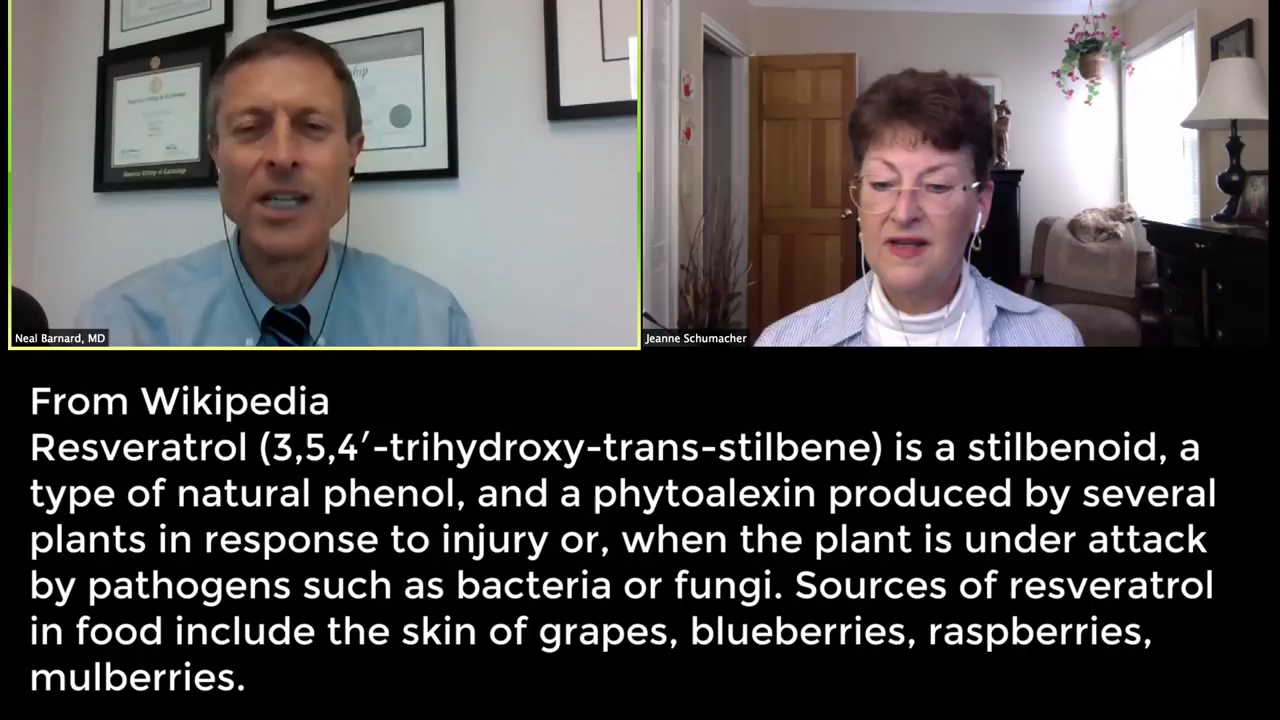 Neal Barnard, MD
Jeanne Schumacher
From Wikipedia
Resveratrol (3,5,4′-trihydroxy-trans-stilbene) is a stilbenoid, a
type of natural phenol, and a phytoalexin produced by several
plants in response to injury or, when the plant is under attack
by pathogens such as bacteria or fungi. Sources of resveratrol
in food include the skin of grapes, blueberries, raspberries,
mulberries.